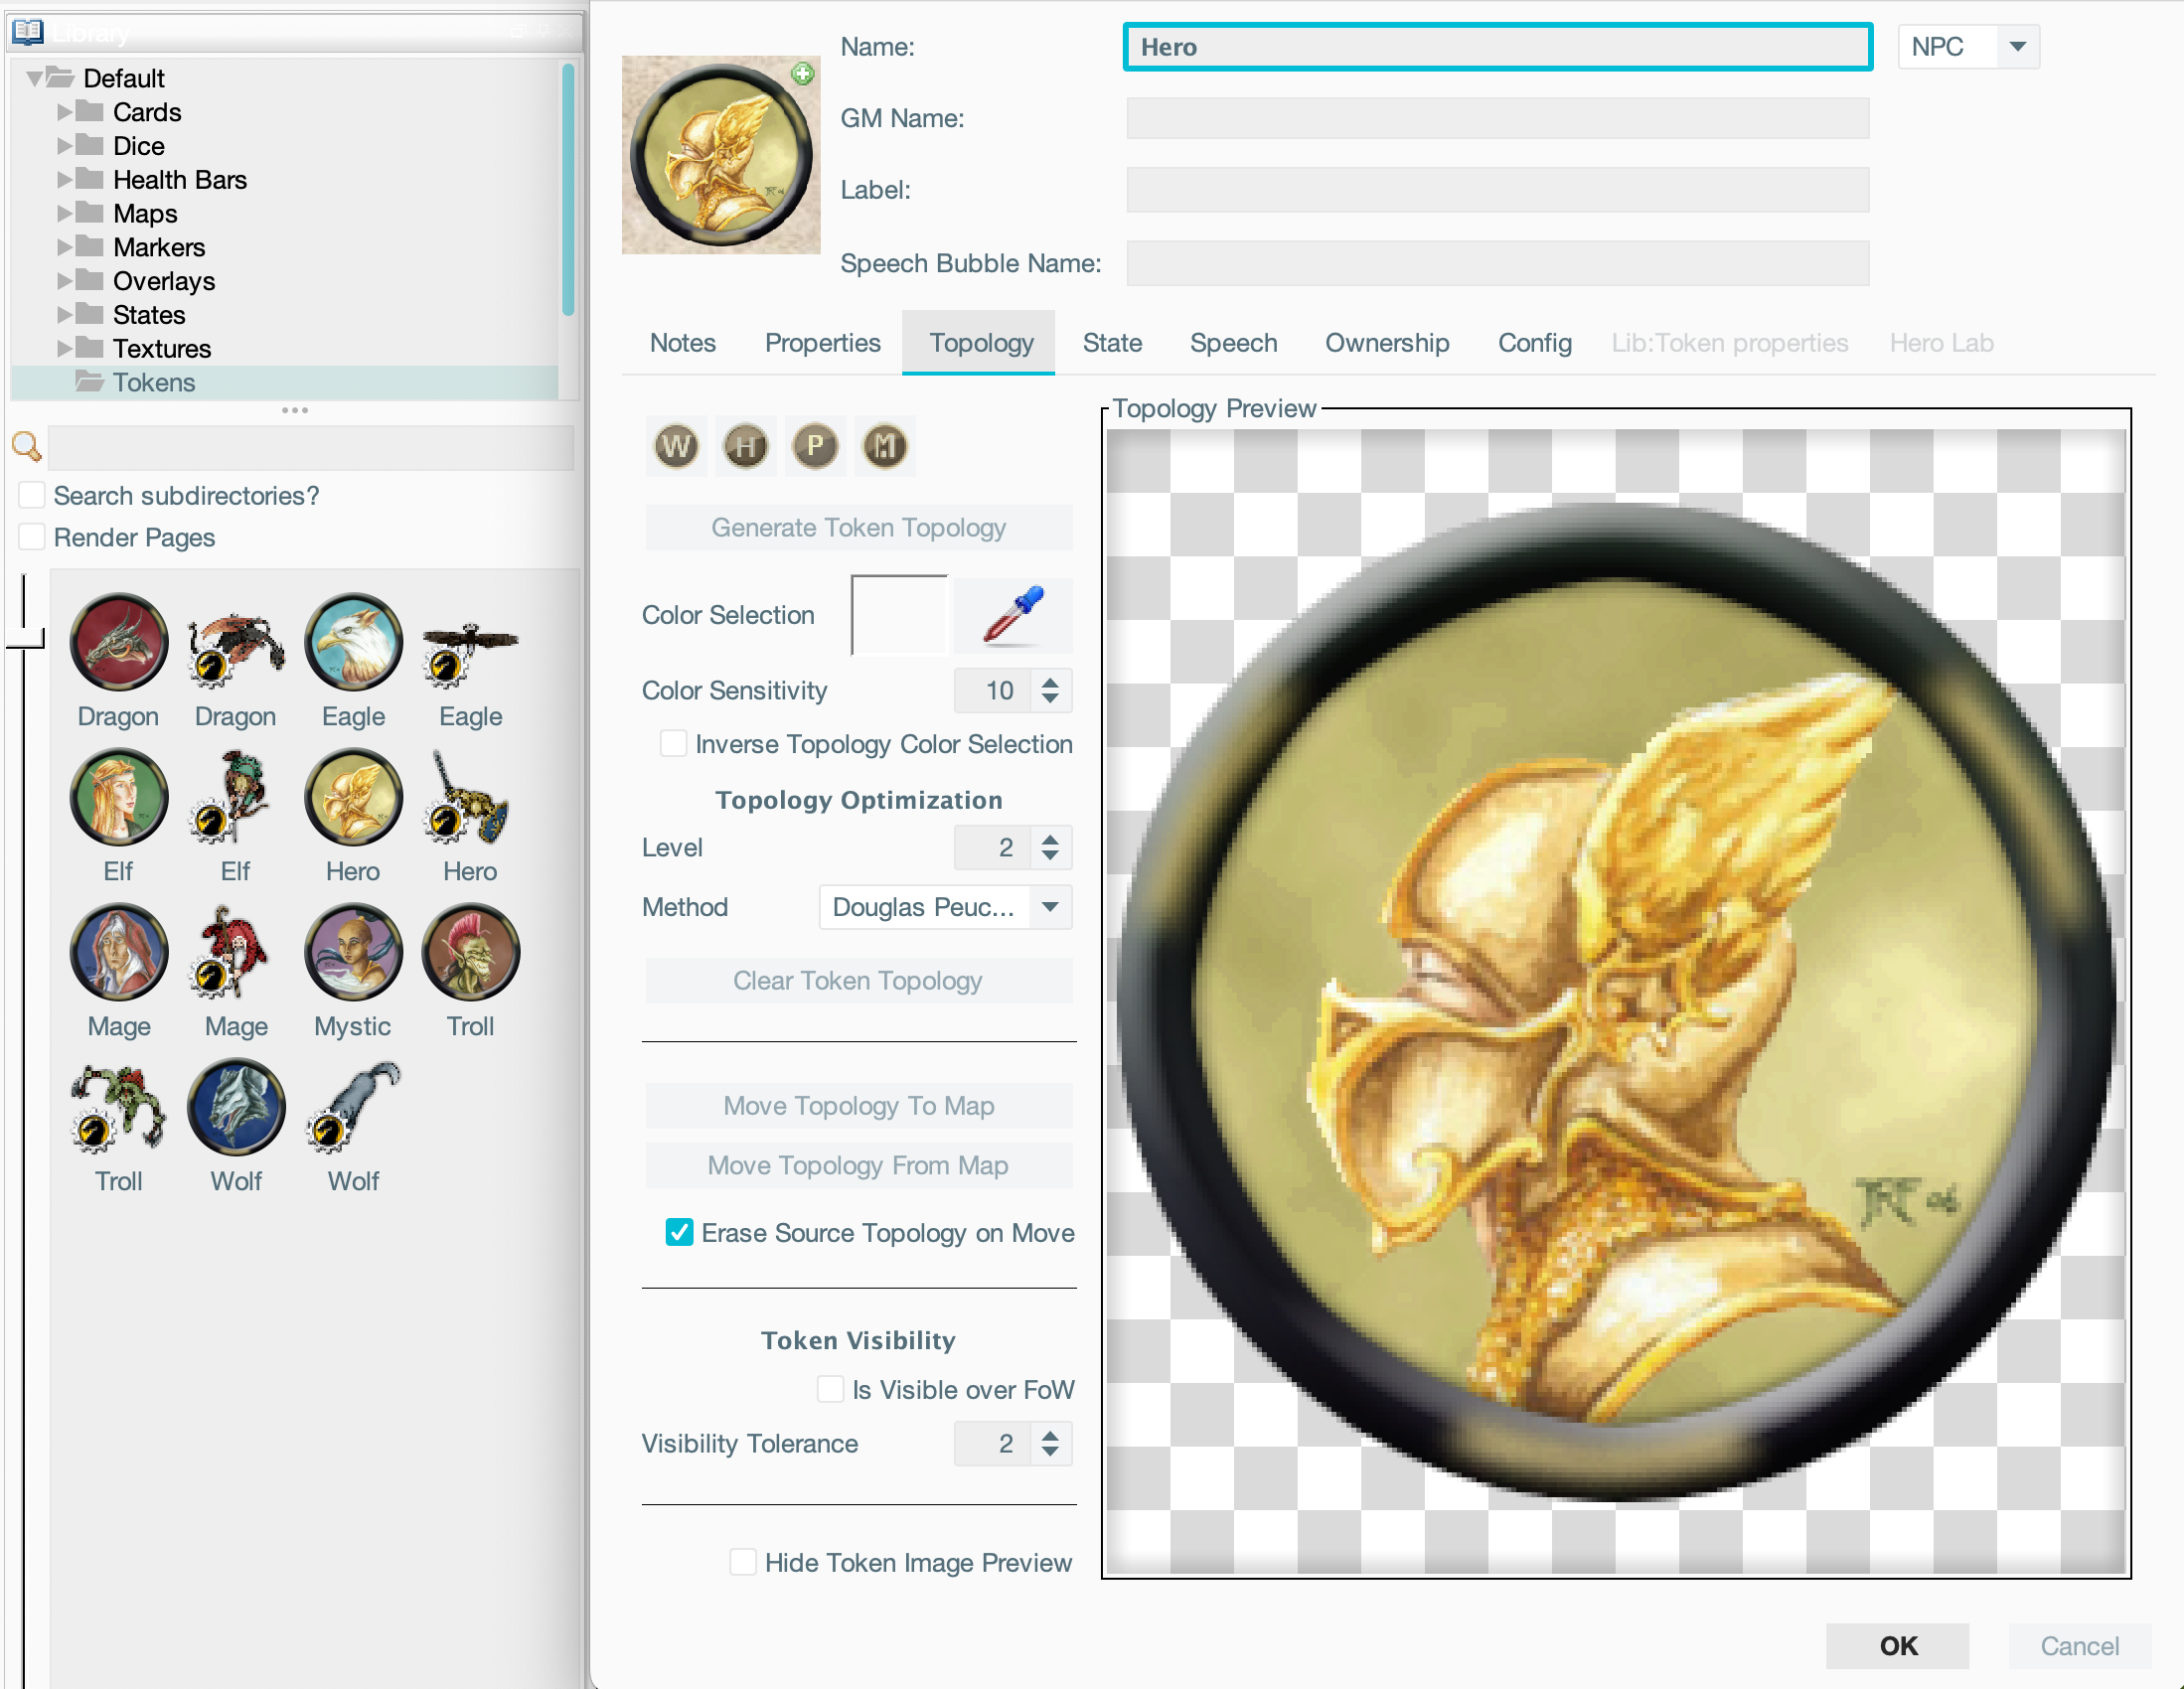 Library
Default
Cards
Dice
Health Bars
Maps
Markers
Overlays
States
Textures
Tokens
Search subdirectories?
Render Pages
Dragon Dragon Eagle Eagle
Elf Elf Hero Hero
Mage Mage Mystic Troll
Troll Wolf Wolf
Name: Hero NPC
GM Name:
Label:
Speech Bubble Name:
Notes Properties Topology State Speech Ownership Config Lib:Token properties Hero Lab
W H P M
Generate Token Topology
Color Selection
Color Sensitivity 10
Inverse Topology Color Selection
Topology Optimization
Level 2
Method Douglas Peuc...
Clear Token Topology
Move Topology To Map
Move Topology From Map
Erase Source Topology on Move
Token Visibility
Is Visible over FoW
Visibility Tolerance 2
Hide Token Image Preview
Topology Preview
JRF 06
OK Cancel